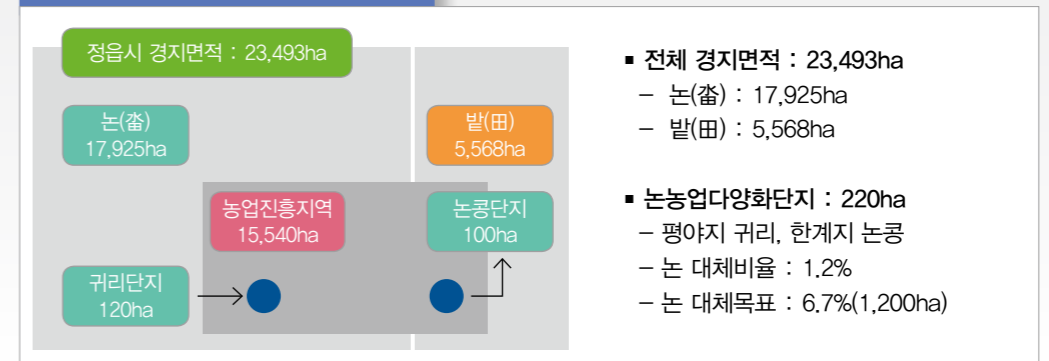 정읍시 경지면적 : 23,493ha
논(畓)
17,925ha
밭(田)
5,568ha
농업진흥지역
15,540ha
논콩단지
100ha
귀리단지
120ha
▪ 전체 경지면적 : 23,493ha
– 논(畓) : 17,925ha
– 밭(田) : 5,568ha
▪ 논농업다양화단지 : 220ha
– 평야지 귀리, 한계지 논콩
– 논 대체비율 : 1.2%
– 논 대체목표 : 6.7%(1,200ha)